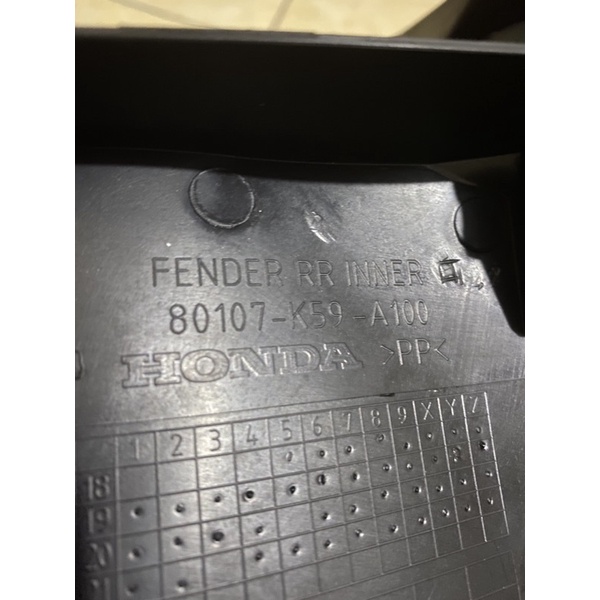 FENDER RR INNER
80107-K59-A100
HONDA >PP<
1 2 3 4 5 6 7 8 9 X Y Z
18
19
20
21